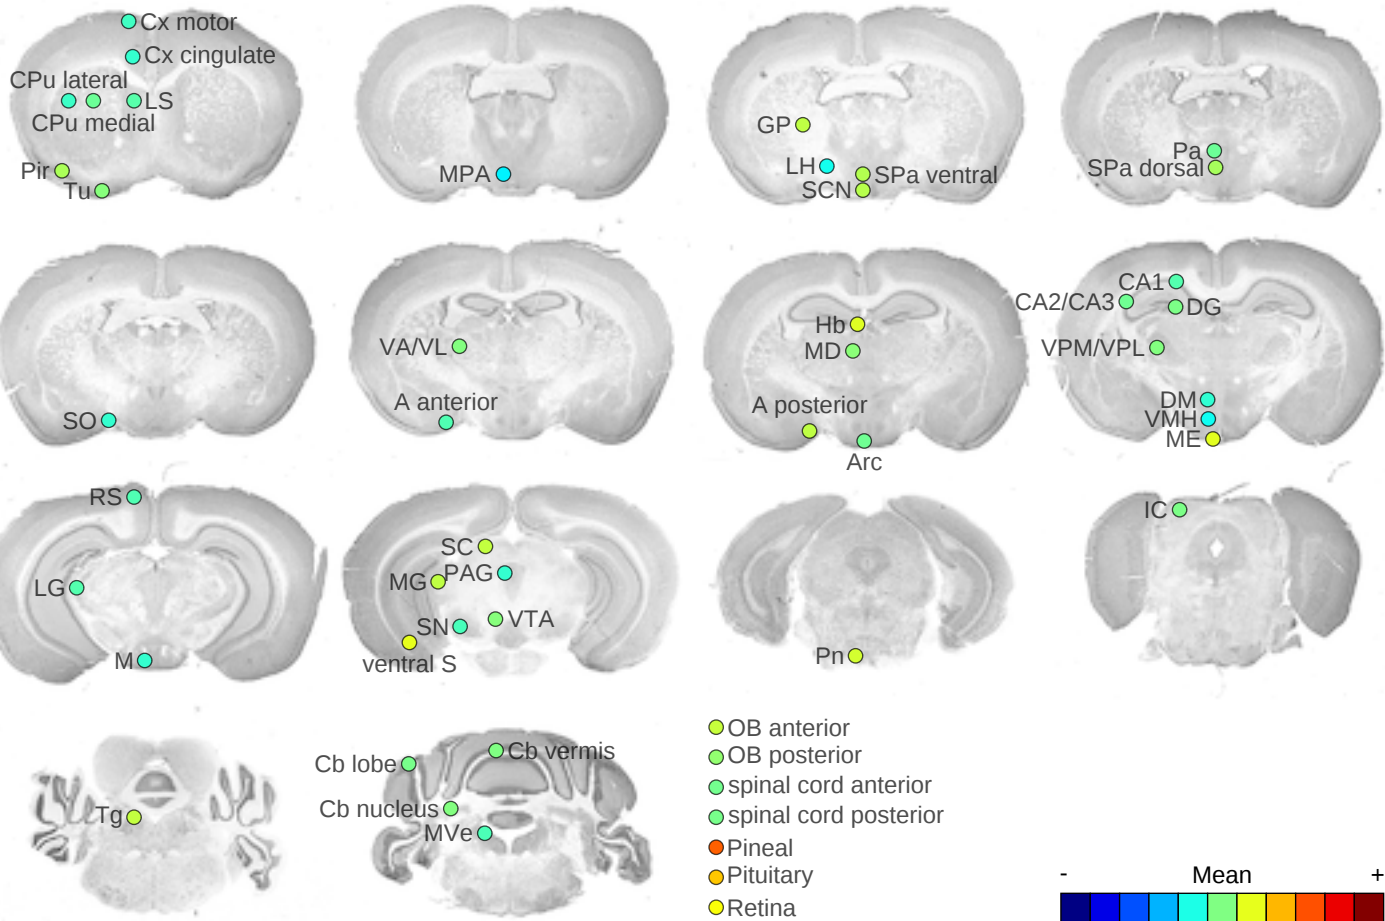 Cx motor
Cx cingulate
CPu lateral
LS
CPu medial
Pir
Tu
MPA
GP
LH
SPa ventral
SCN
Pa
SPa dorsal
SO
VA/VL
A anterior
Hb
MD
A posterior
Arc
CA1
CA2/CA3
DG
VPM/VPL
DM
VMH
ME
RS
LG
M
SC
MG
PAG
SN
VTA
ventral S
Pn
IC
Tg
Cb lobe
Cb vermis
Cb nucleus
MVe
OB anterior
OB posterior
spinal cord anterior
spinal cord posterior
Pineal
Pituitary
Retina
- Mean +